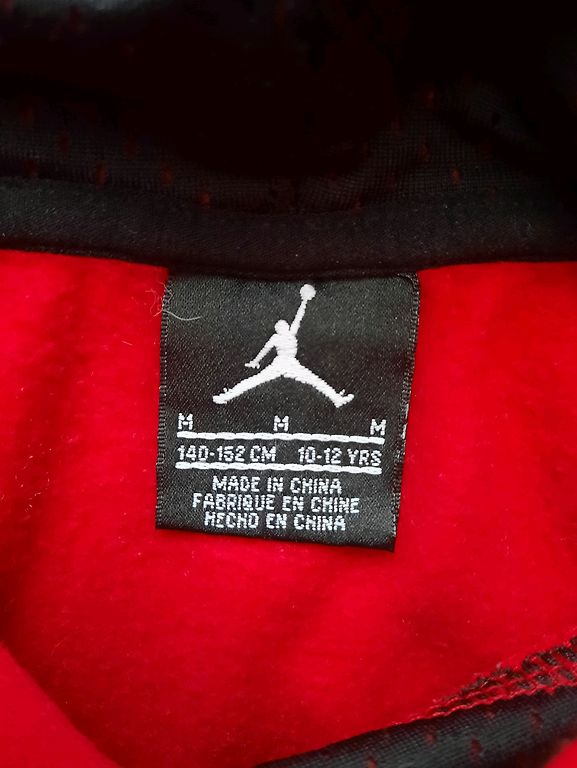 M M M
140-152 CM 10-12 YRS
MADE IN CHINA
FABRIQUE EN CHINE
HECHO EN CHINA